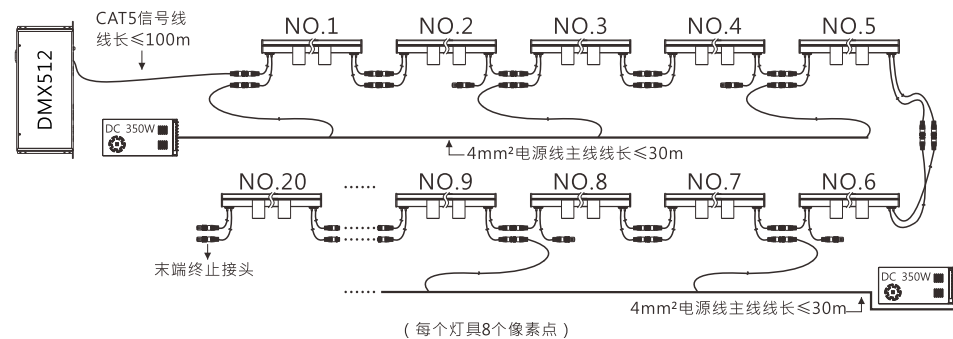 CAT5信号线
线长≤100m
NO.1
NO.2
NO.3
NO.4
NO.5
DMX512
DC 350W
4mm²电源线主线线长≤30m
NO.20
......
NO.9
NO.8
NO.7
NO.6
末端终止接头
DC 350W
......
4mm²电源线主线线长≤30m
(每个灯具8个像素点)